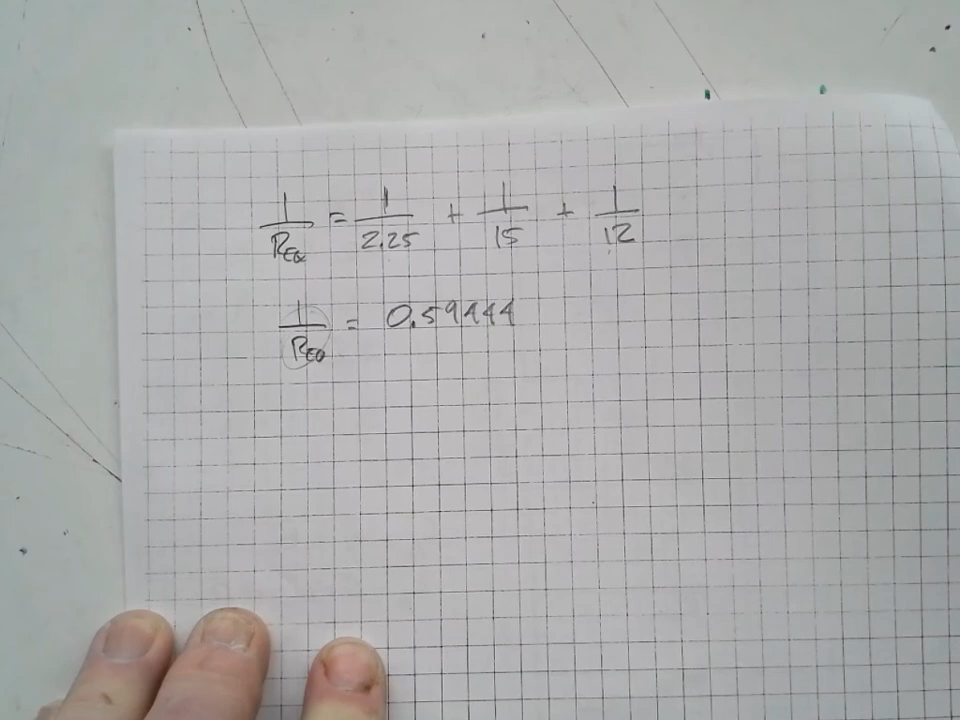 1/R_EQ = 1/2.25 + 1/15 + 1/12
1/R_EQ = 0.59444